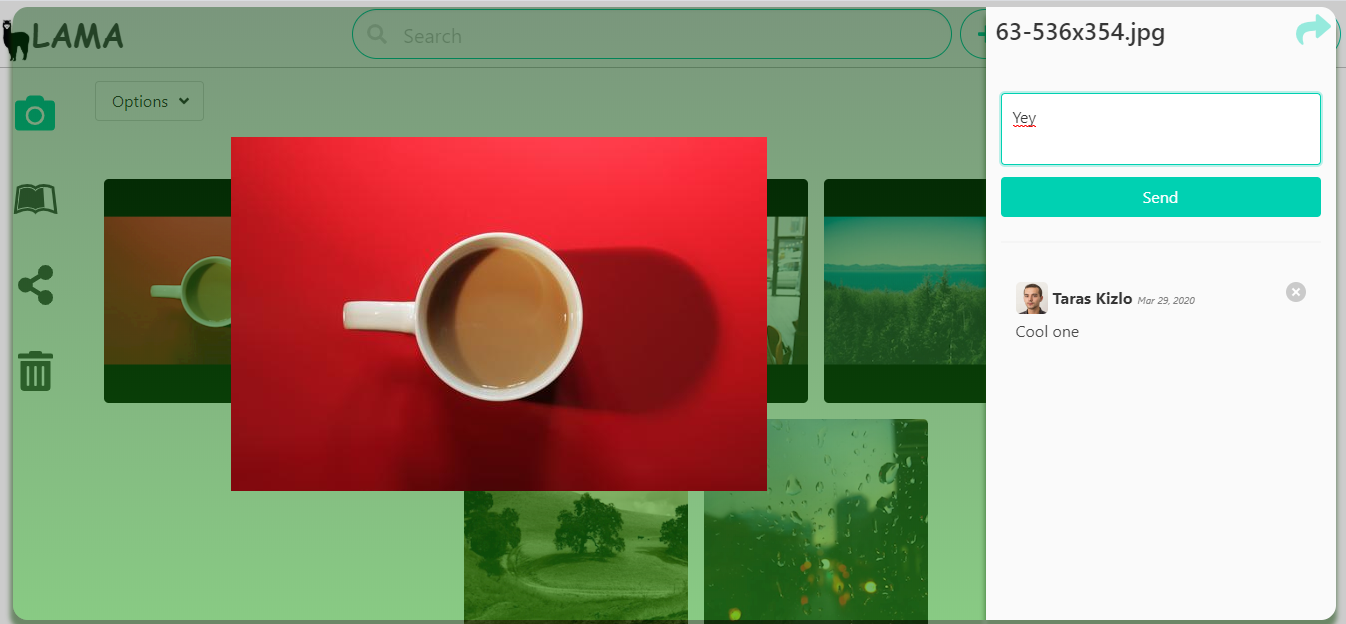 LAMA
Search
63-536x354.jpg
Options
Yey
Send
Taras Kizlo Mar 29, 2020
Cool one